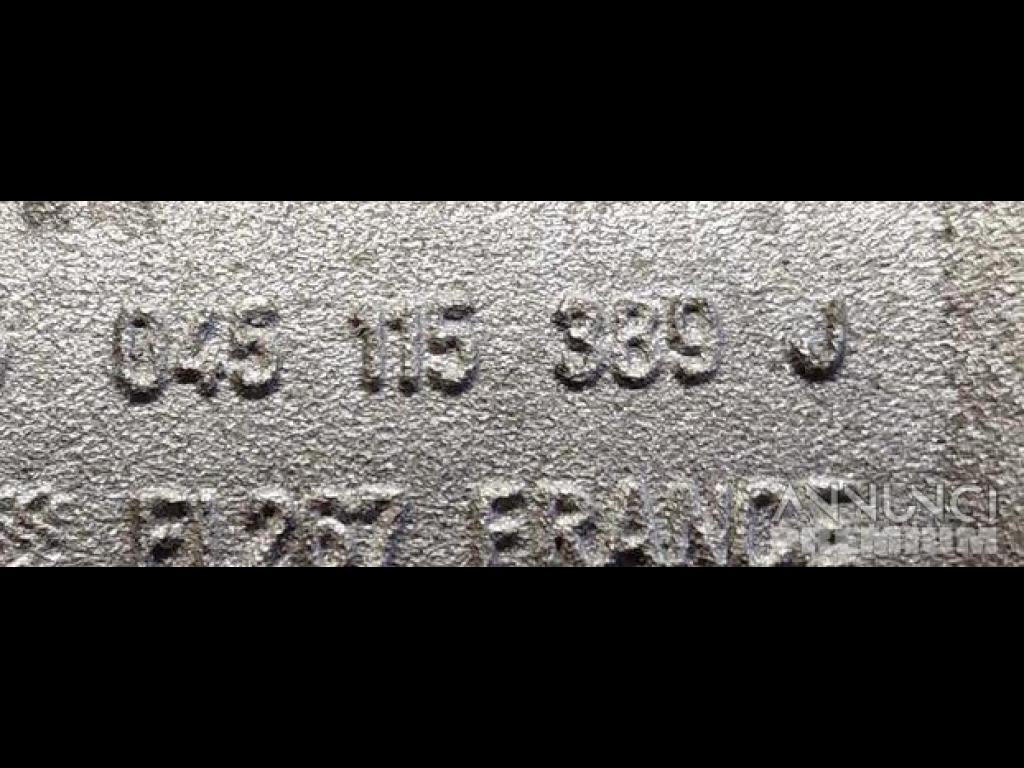 045 115 389 J
FRANCE
ANNUNCI
PREMIUM